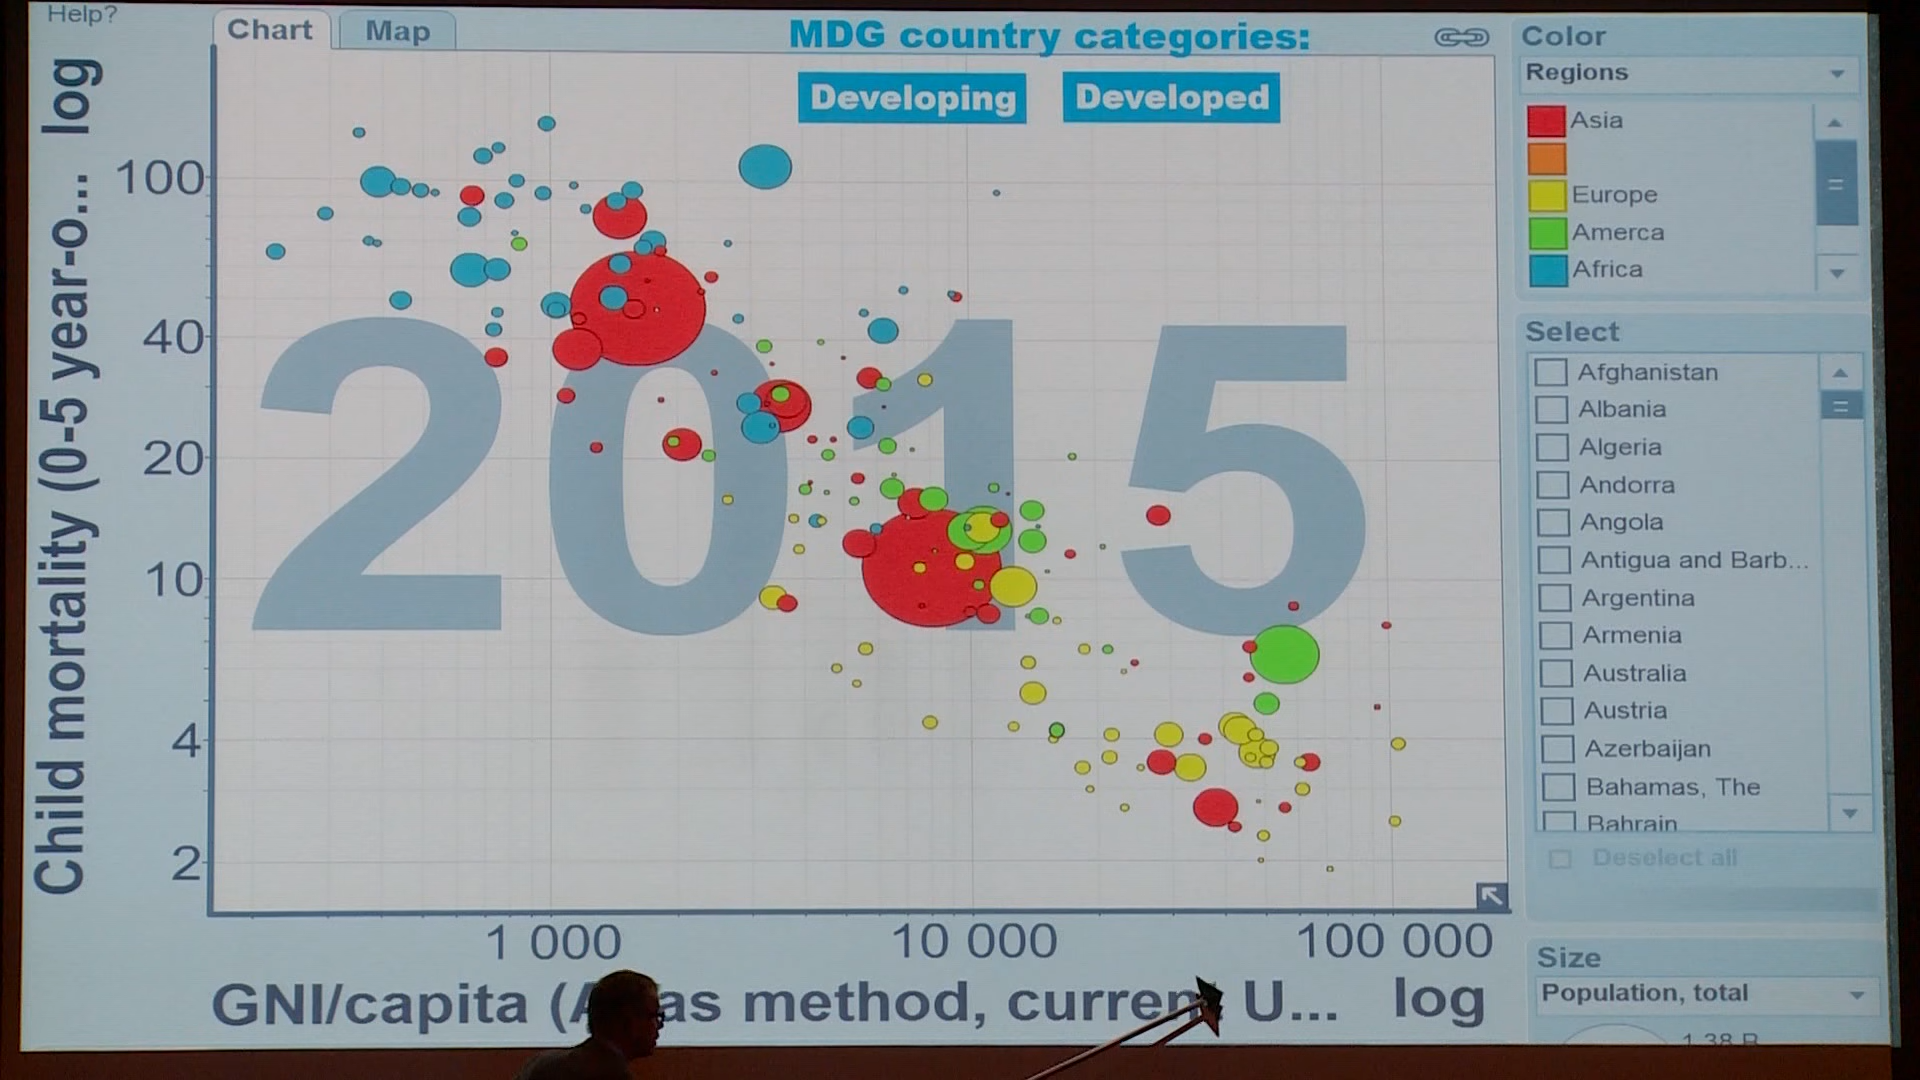 Help?
Chart
Map
MDG country categories:
Developing
Developed
Child mortality (0-5 year-o... log
100
40
20
10
4
2
2015
1 000
10 000
100 000
GNI/capita (A as method, current U... log
Color
Regions
Asia
Europe
Amerca
Africa
Select
Afghanistan
Albania
Algeria
Andorra
Angola
Antigua and Barb...
Argentina
Armenia
Australia
Austria
Azerbaijan
Bahamas, The
Bahrain
Deselect all
Size
Population, total
1.38 B